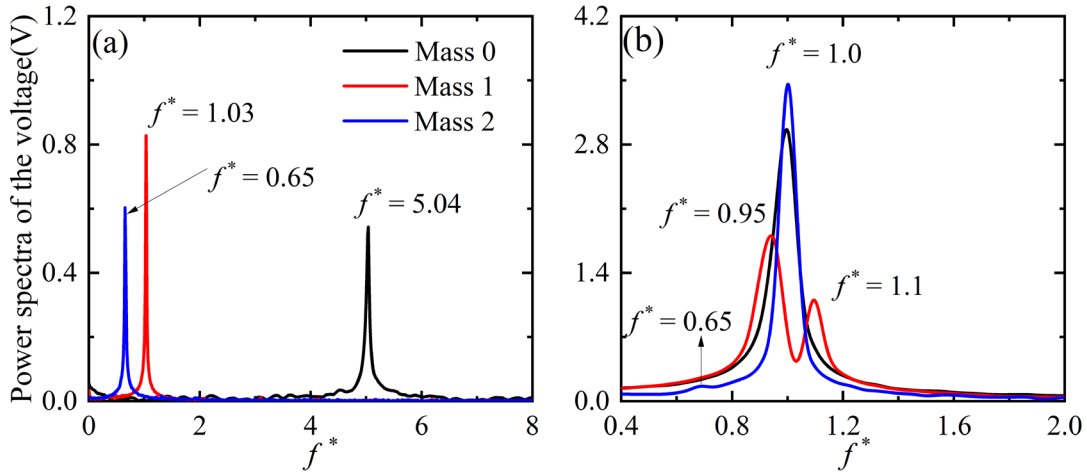 Power spectra of the voltage(V)
1.2
0.8
0.4
0.0
(a)
Mass 0
Mass 1
Mass 2
f* = 1.03
f* = 0.65
f* = 5.04
0 2 4 6 8
f*
4.2
2.8
1.4
0.0
(b)
f* = 1.0
f* = 0.95
f* = 1.1
f* = 0.65
0.4 0.8 1.2 1.6 2.0
f*